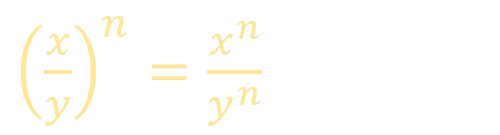 (x/y)^n = x^n/y^n